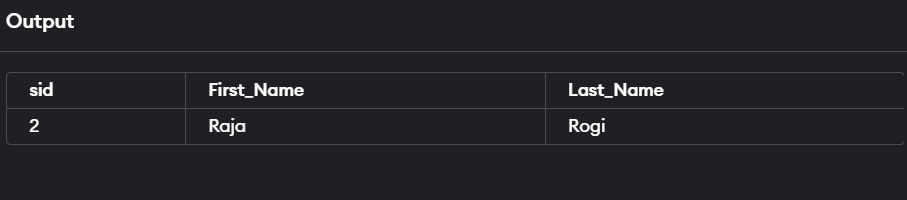 Output
sid First_Name Last_Name
2 Raja Rogi